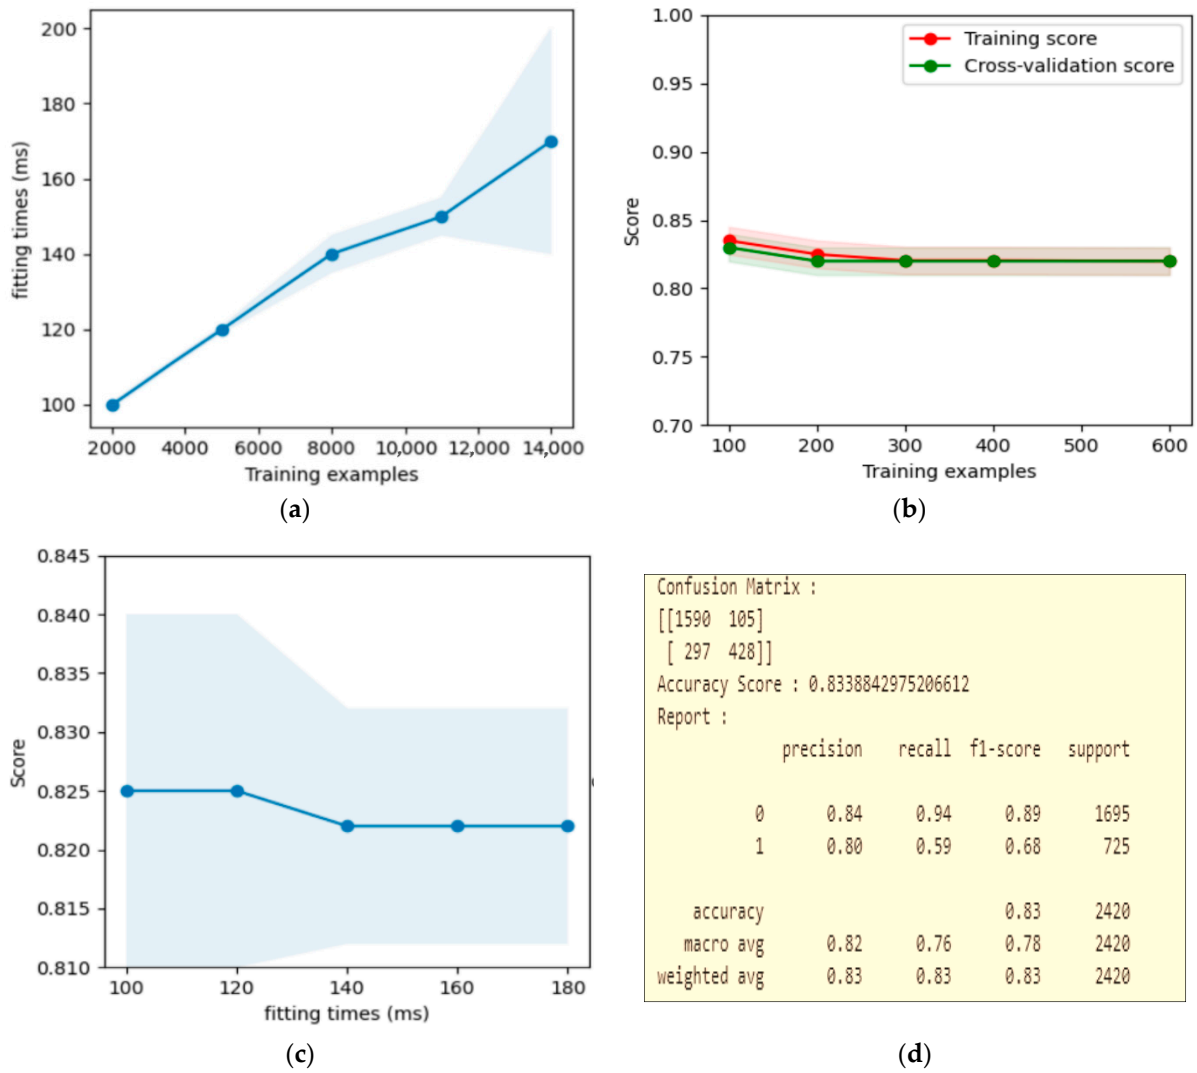 200
180
160
140
120
100
fitting times (ms)
2000 4000 6000 8000 10,000 12,000 14,000
Training examples
(a)
1.00
0.95
0.90
0.85
0.80
0.75
0.70
Score
Training score
Cross-validation score
100 200 300 400 500 600
Training examples
(b)
0.845
0.840
0.835
0.830
0.825
0.820
0.815
0.810
Score
100 120 140 160 180
fitting times (ms)
(c)
Confusion Matrix :
[[1590 105]
[ 297 428]]
Accuracy Score : 0.8338842975206612
Report :
precision recall f1-score support
0 0.84 0.94 0.89 1695
1 0.80 0.59 0.68 725
accuracy 0.83 2420
macro avg 0.82 0.76 0.78 2420
weighted avg 0.83 0.83 0.83 2420
(d)